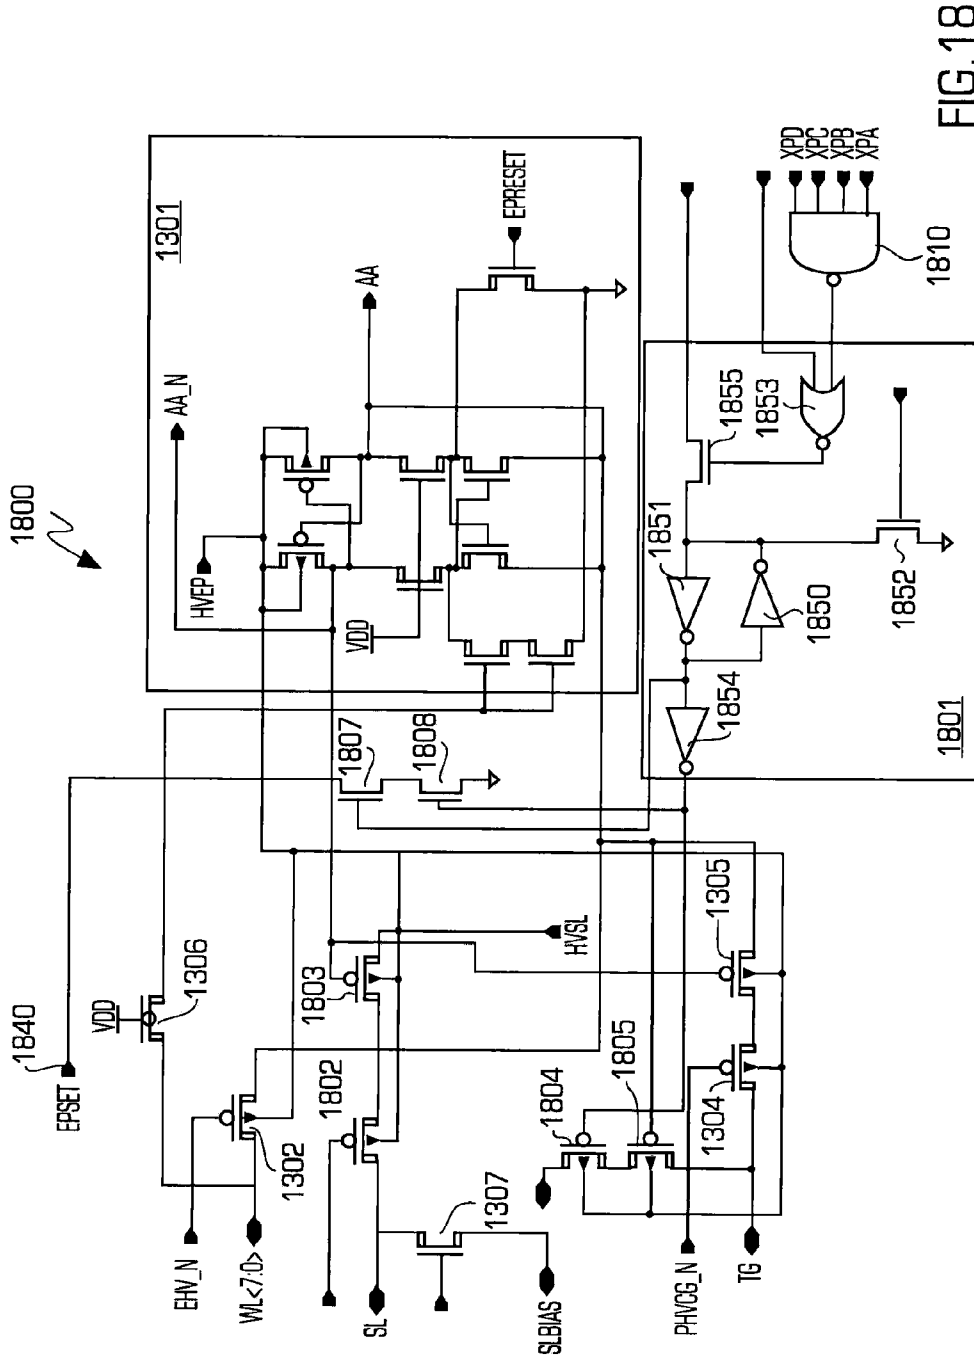 FIG.18
1800
1301
AA_N
HVEP
AA
EPRESET
VDD
XPD
XPC
XPB
XPA
1810
1855
1853
1851
1850
1852
1854
1801
1807
1808
1840
EPSET
VDD
1306
1302
EHV_N
WL<7:0>
1803
1802
HVSL
SL
1307
SLBIAS
1804
1805
1305
1304
PHVCG_N
TG